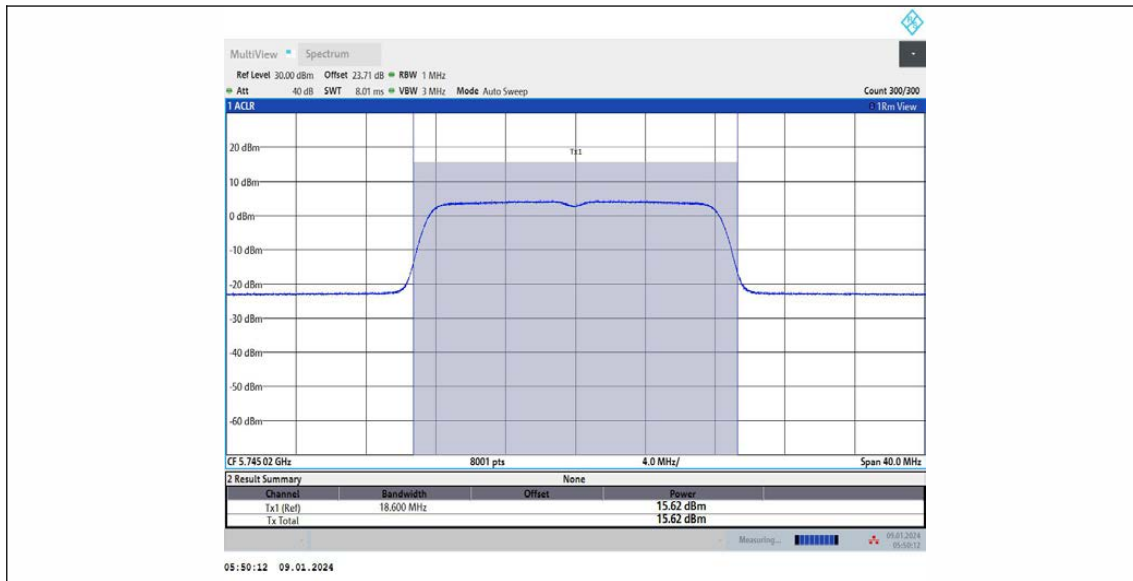 MultiView Spectrum
Ref Level 30.00 dBm Offset 23.71 dB RBW 1 MHz
Att 40 dB SWT 8.01 ms VBW 3 MHz Mode Auto Sweep Count 300/300
1 ACLR 1Rm View
20 dBm
Tx1
10 dBm
0 dBm
-10 dBm
-20 dBm
-30 dBm
-40 dBm
-50 dBm
-60 dBm
CF 5.745 02 GHz 8001 pts 4.0 MHz/ Span 40.0 MHz
2 Result Summary None
Channel Bandwidth Offset Power
Tx1 (Ref) 18.600 MHz 15.62 dBm
Tx Total 15.62 dBm
Measuring... 09.01.2024
05:50:12
05:50:12 09.01.2024